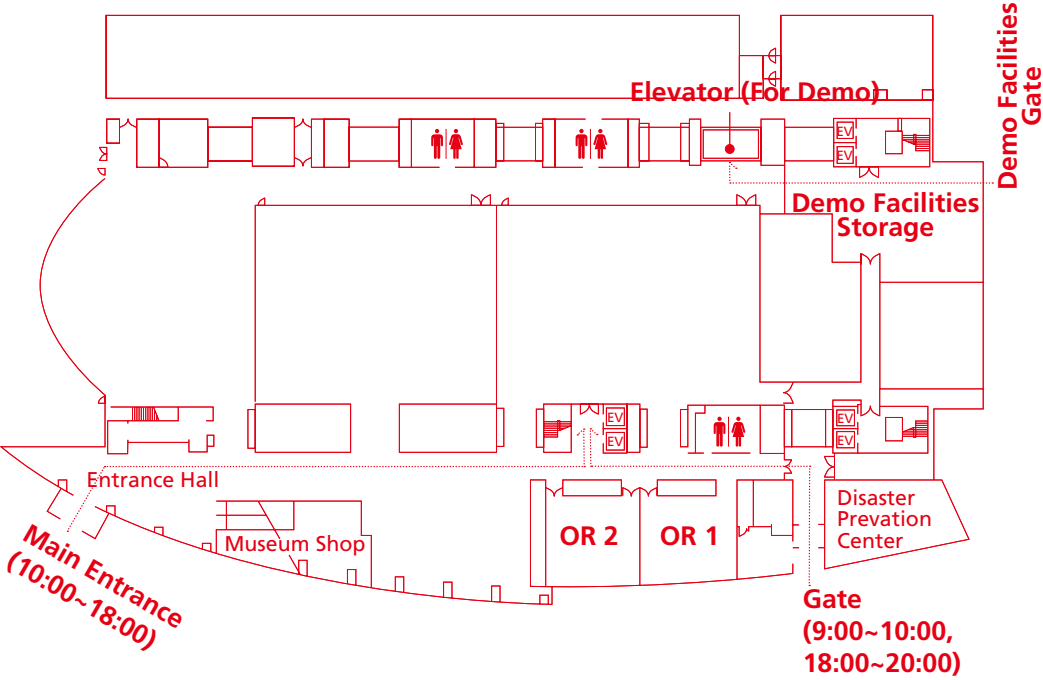 Demo Facilities
Gate
Elevator (For Demo)
EV
EV
Demo Facilities
Storage
EV
EV
EV
EV
Entrance Hall
Museum Shop
OR 2
OR 1
Disaster
Prevation
Center
Main Entrance
(10:00~18:00)
Gate
(9:00~10:00,
18:00~20:00)